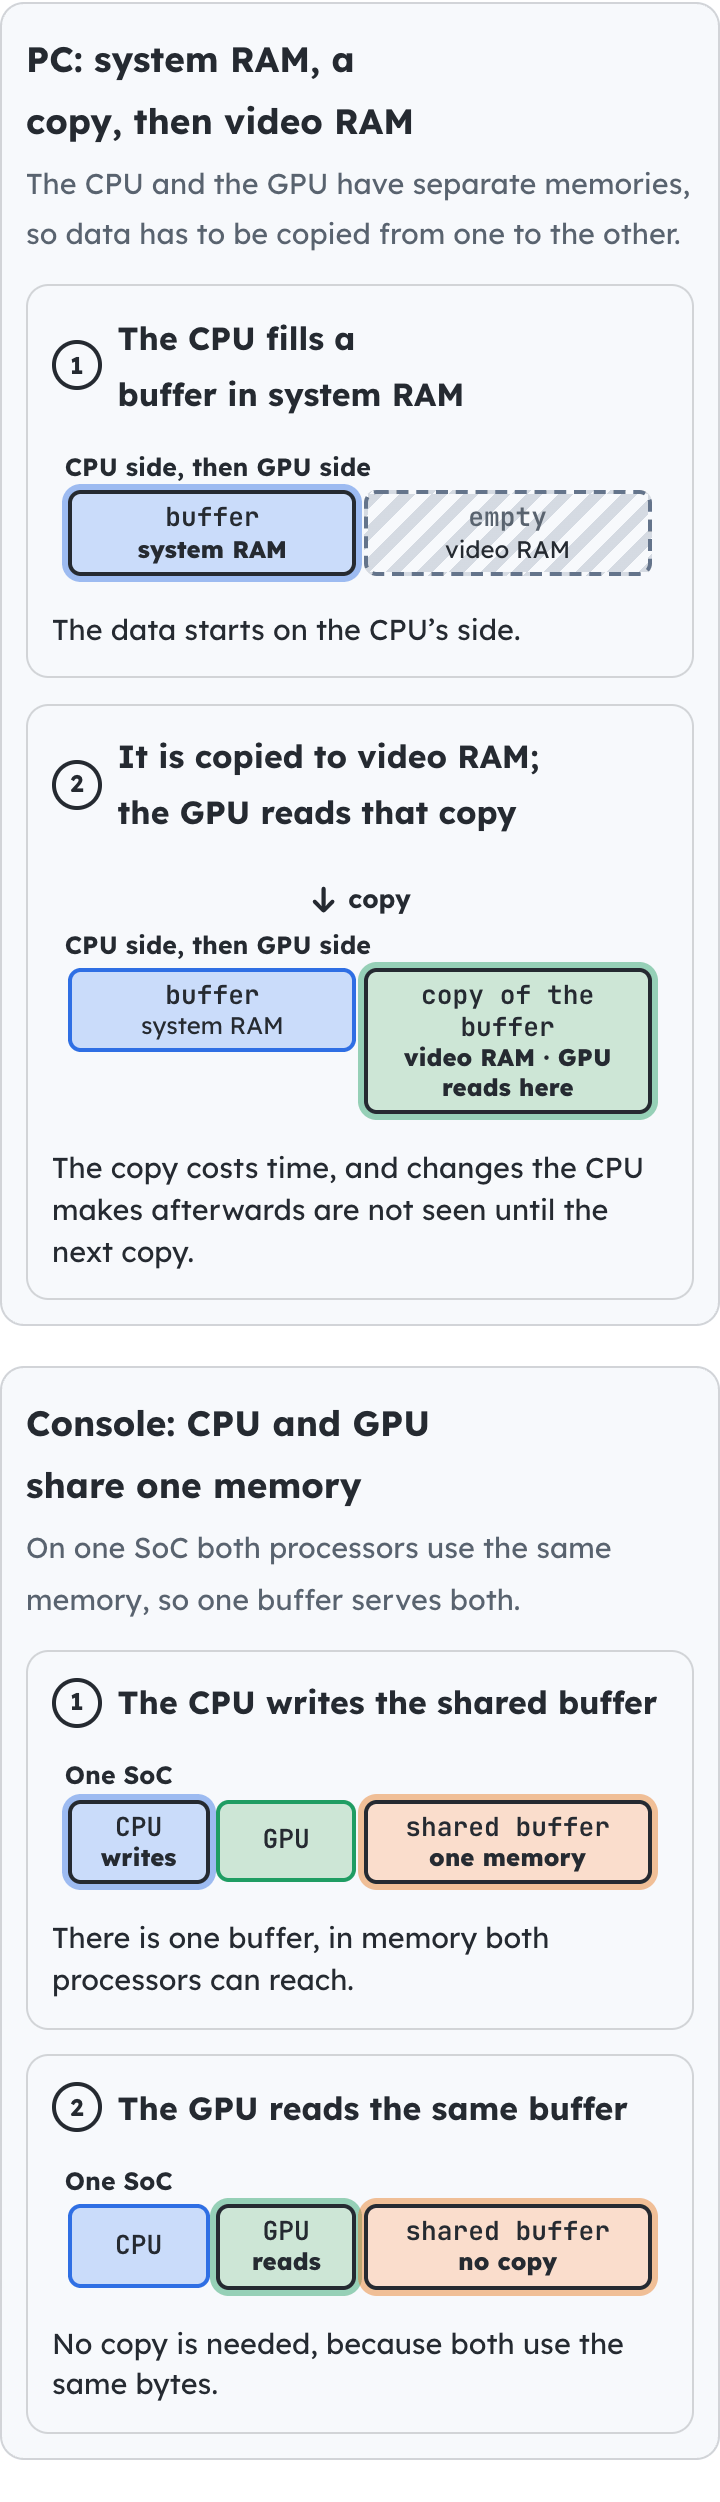 PC: system RAM, a
copy, then video RAM
The CPU and the GPU have separate memories,
so data has to be copied from one to the other.
1
The CPU fills a
buffer in system RAM
CPU side, then GPU side
buffer
system RAM
empty
video RAM
The data starts on the CPU’s side.
2
It is copied to video RAM;
the GPU reads that copy
↓ copy
CPU side, then GPU side
buffer
system RAM
copy of the
buffer
video RAM · GPU
reads here
The copy costs time, and changes the CPU
makes afterwards are not seen until the
next copy.
Console: CPU and GPU
share one memory
On one SoC both processors use the same
memory, so one buffer serves both.
1 The CPU writes the shared buffer
One SoC
CPU
writes
GPU
shared buffer
one memory
There is one buffer, in memory both
processors can reach.
2 The GPU reads the same buffer
One SoC
CPU
GPU
reads
shared buffer
no copy
No copy is needed, because both use the
same bytes.